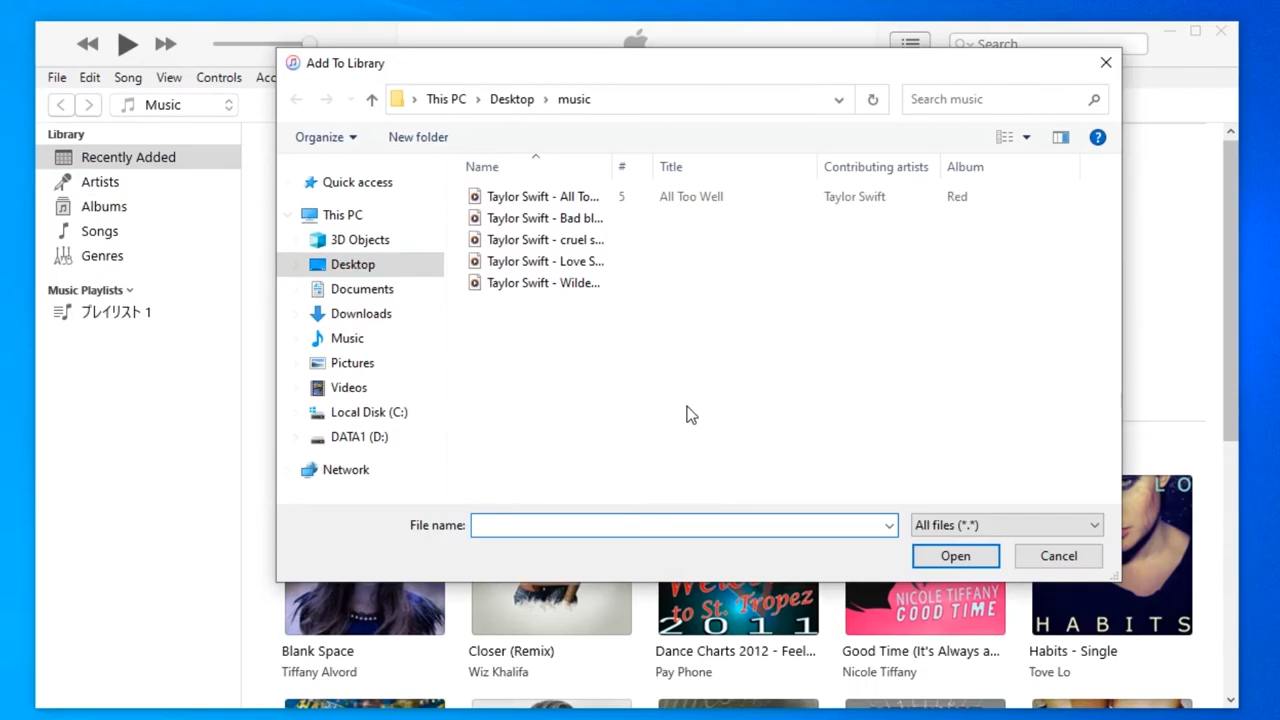 Search
Add To Library
File Edit Song View Controls Acc
This PC Desktop music
Search music
Music
Organize New folder
Library
Recently Added
Artists
Albums
Songs
Genres
Music Playlists
プレイリスト 1
Quick access
This PC
3D Objects
Desktop
Documents
Downloads
Music
Pictures
Videos
Local Disk (C:)
DATA1 (D:)
Network
Name # Title Contributing artists Album
Taylor Swift - All To... 5 All Too Well Taylor Swift Red
Taylor Swift - Bad bl...
Taylor Swift - cruel s...
Taylor Swift - Love S...
Taylor Swift - Wilde...
File name: All files (*.*)
Open Cancel
L O
to St. Tropez
2011
NICOLE TIFFANY
GOOD TIME
HABITS
Blank Space
Tiffany Alvord
Closer (Remix)
Wiz Khalifa
Dance Charts 2012 - Feel...
Pay Phone
Good Time (It's Always a...
Nicole Tiffany
Habits - Single
Tove Lo